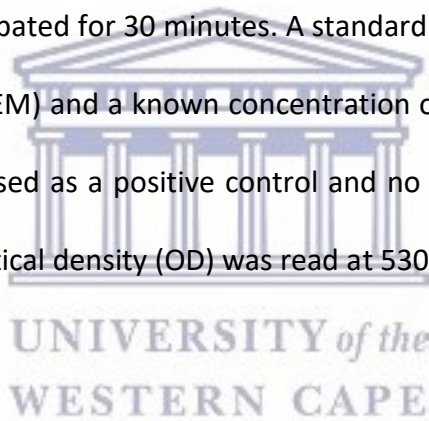 bated for 30 minutes. A standard
EM) and a known concentration o
sed as a positive control and no
tical density (OD) was read at 530
UNIVERSITY of the
WESTERN CAPE